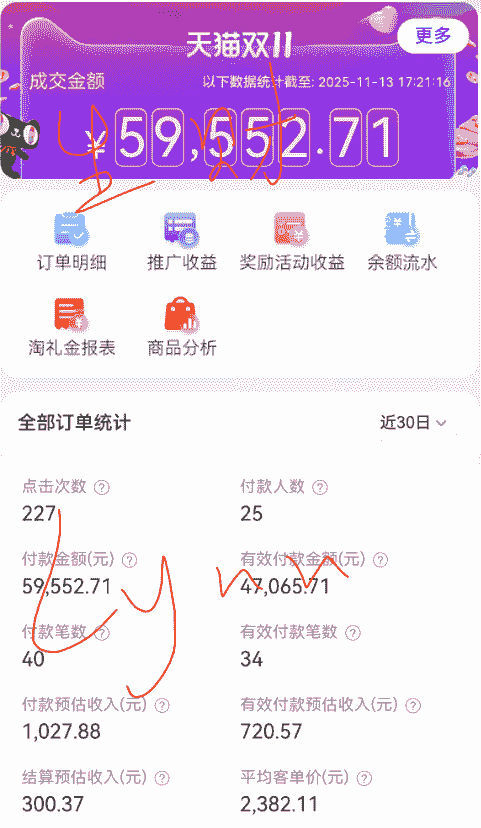 天猫双11
更多
成交金额
以下数据统计截至: 2025-11-13 17:21:16
¥59,552.71
订单明细
推广收益
奖励活动收益
余额流水
淘礼金报表
商品分析
全部订单统计
近30日
点击次数
付款人数
227
25
付款金额(元)
有效付款金额(元)
59,552.71
47,065.71
付款笔数
有效付款笔数
40
34
付款预估收入(元)
有效付款预估收入(元)
1,027.88
720.57
结算预估收入(元)
平均客单价(元)
300.37
2,382.11